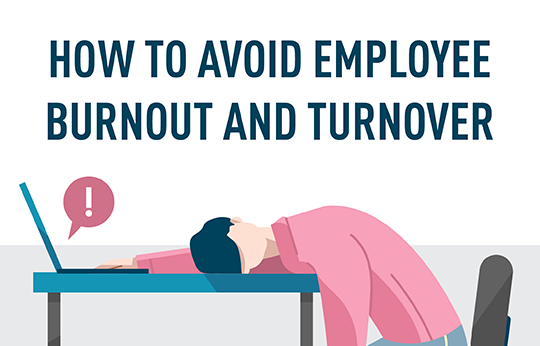 HOW TO AVOID EMPLOYEE
BURNOUT AND TURNOVER
!